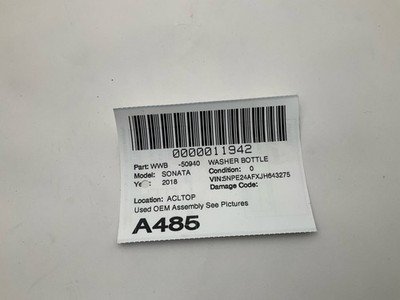 0000011942
Part: WWB -50940 WASHER BOTTLE
Model: SONATA Condition: 0
2018 VIN:5NPE24AFXJH643275
Damage Code:
Location: ACLTOP
Used OEM Assembly See Pictures
A485